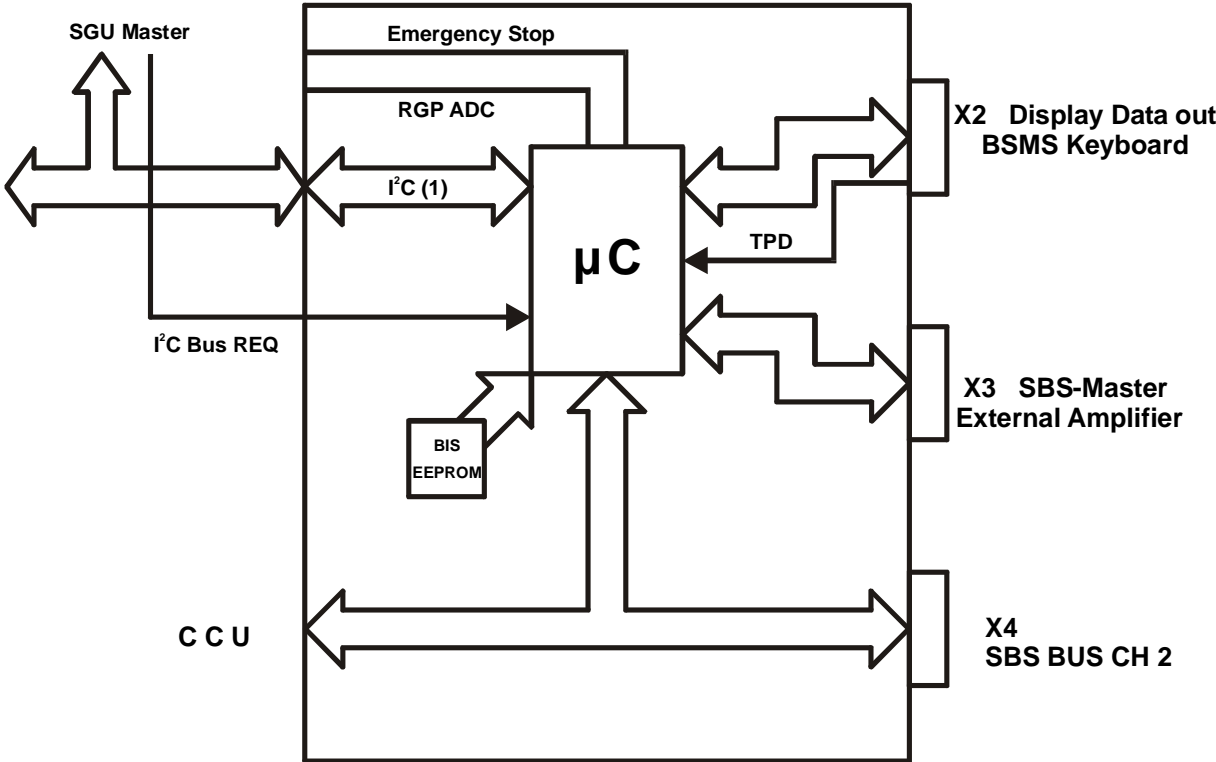 SGU Master
Emergency Stop
RGP ADC
X2 Display Data out
BSMS Keyboard
I²C (1)
TPD
µC
I²C Bus REQ
X3 SBS-Master
External Amplifier
BIS
EEPROM
C C U
X4
SBS BUS CH 2